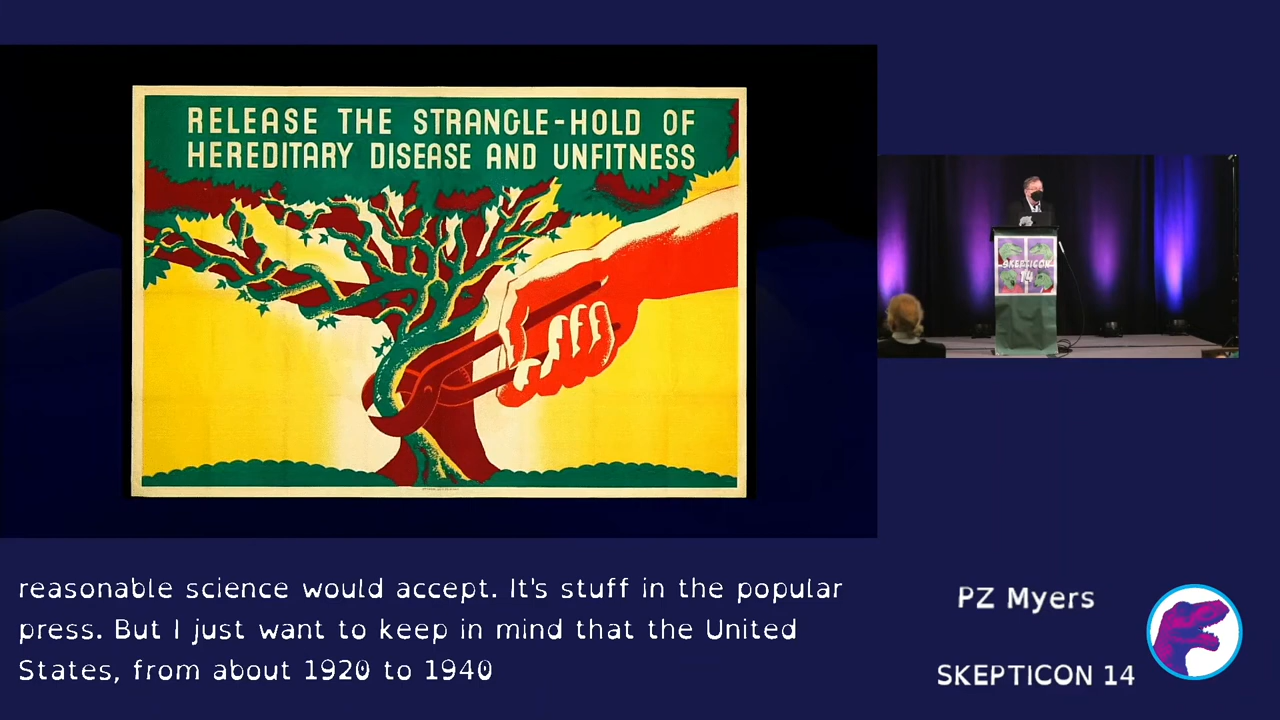 RELEASE THE STRANGLE-HOLD OF
HEREDITARY DISEASE AND UNFITNESS
SKEPTICON
14
reasonable science would accept. It's stuff in the popular
press. But I just want to keep in mind that the United
States, from about 1920 to 1940
PZ Myers
SKEPTICON 14